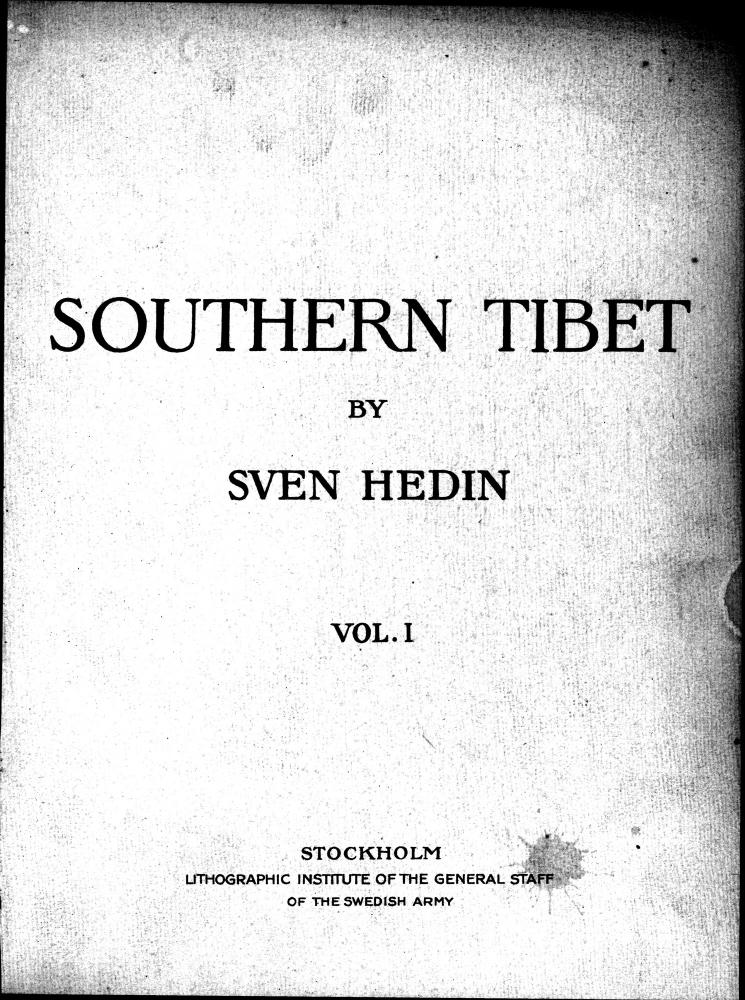 SOUTHERN TIBET
BY
SVEN HEDIN
VOL. I
STOCKHOLM
LITHOGRAPHIC INSTITUTE OF THE GENERAL STAFF
OF THE SWEDISH ARMY